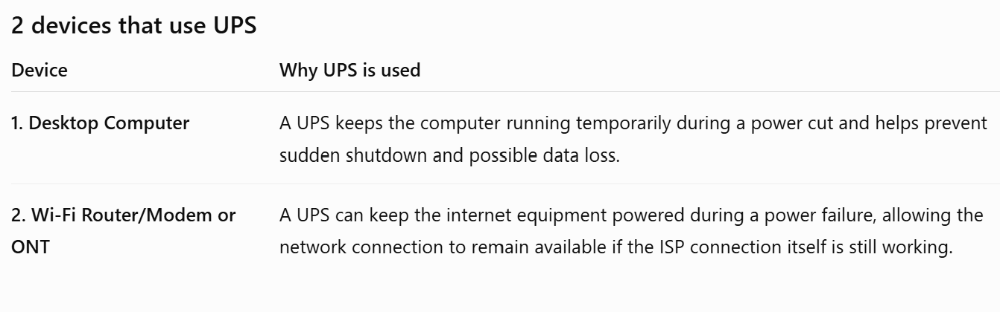 2 devices that use UPS
Device Why UPS is used
1. Desktop Computer A UPS keeps the computer running temporarily during a power cut and helps prevent
sudden shutdown and possible data loss.
2. Wi-Fi Router/Modem or A UPS can keep the internet equipment powered during a power failure, allowing the
ONT network connection to remain available if the ISP connection itself is still working.